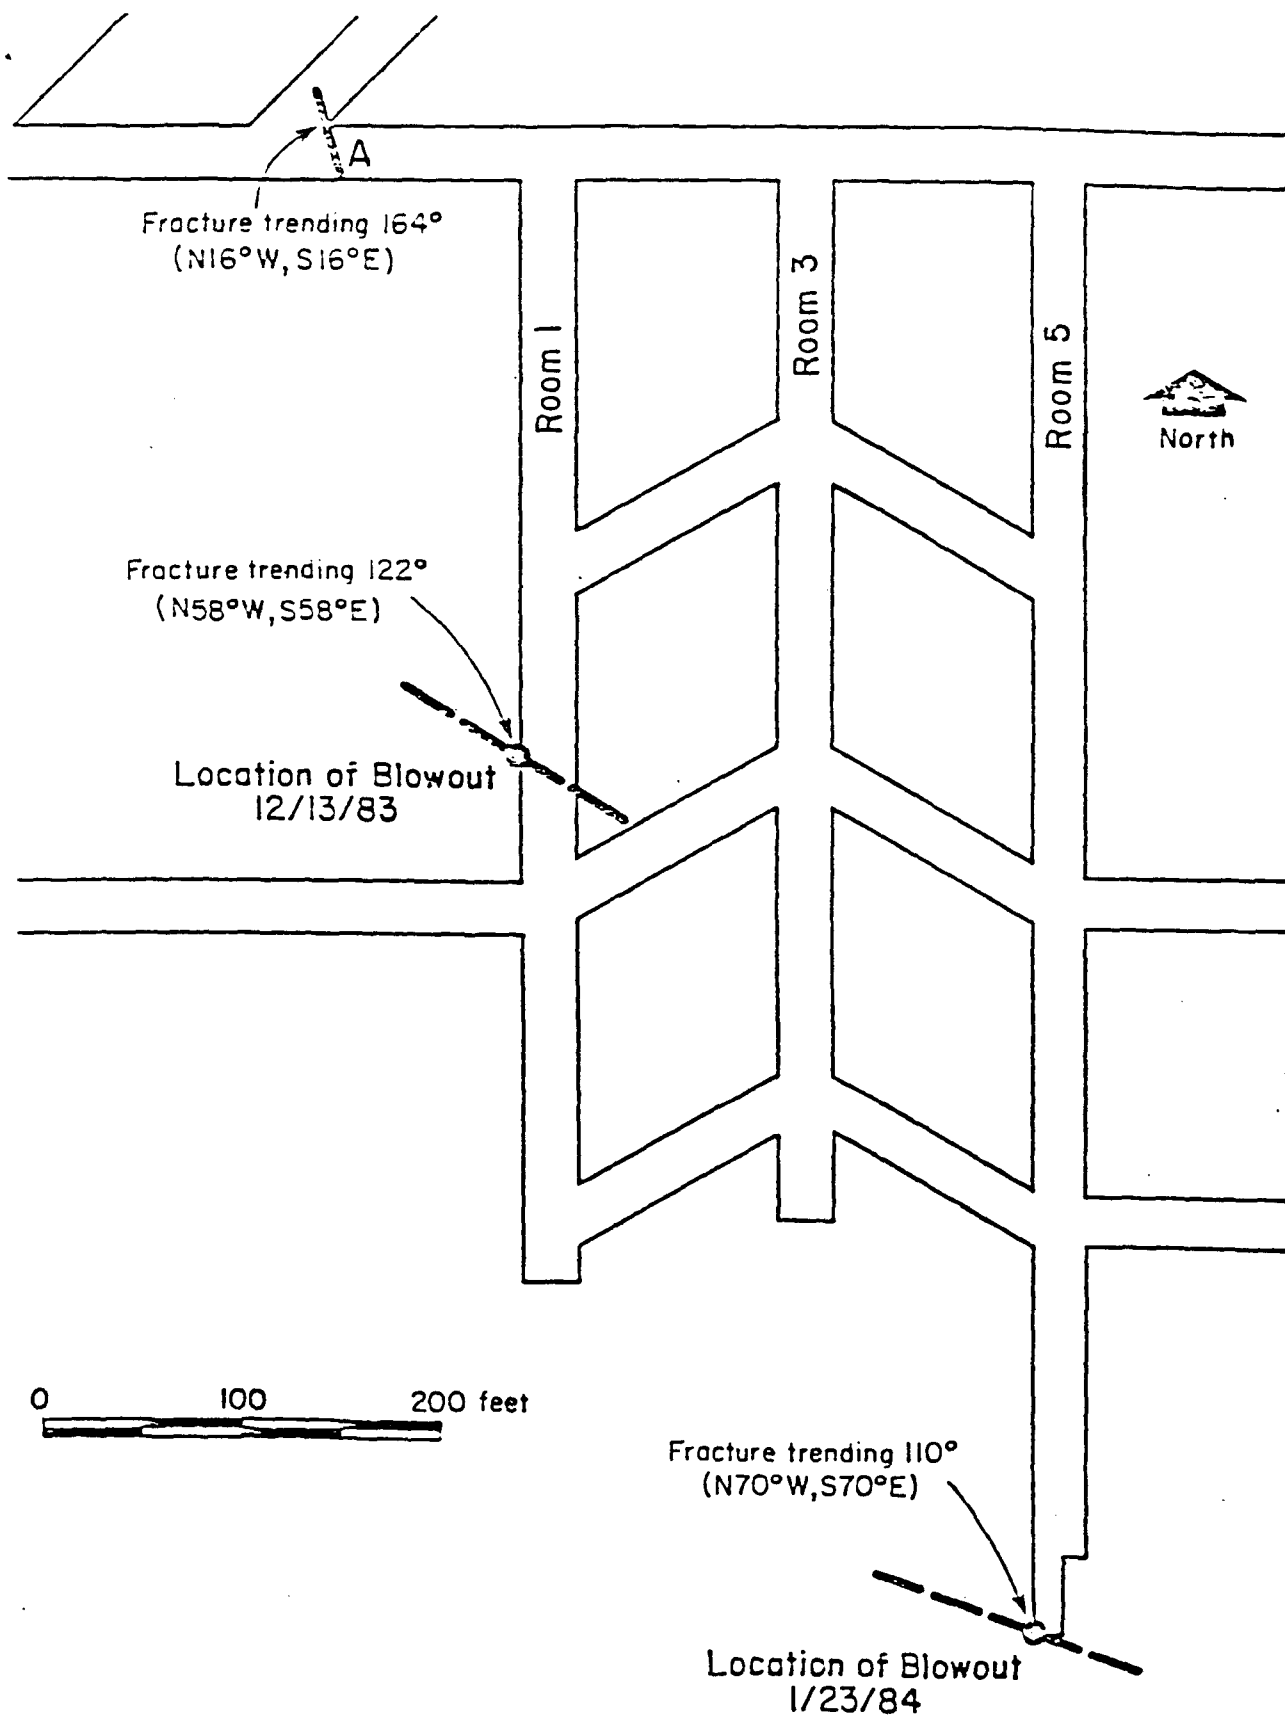 A
Fracture trending 164°
(N16°W, S16°E)
Room 1
Room 3
Room 5
North
Fracture trending 122°
(N58°W, S58°E)
Location of Blowout
12/13/83
0 100 200 feet
Fracture trending 110°
(N70°W, S70°E)
Location of Blowout
1/23/84